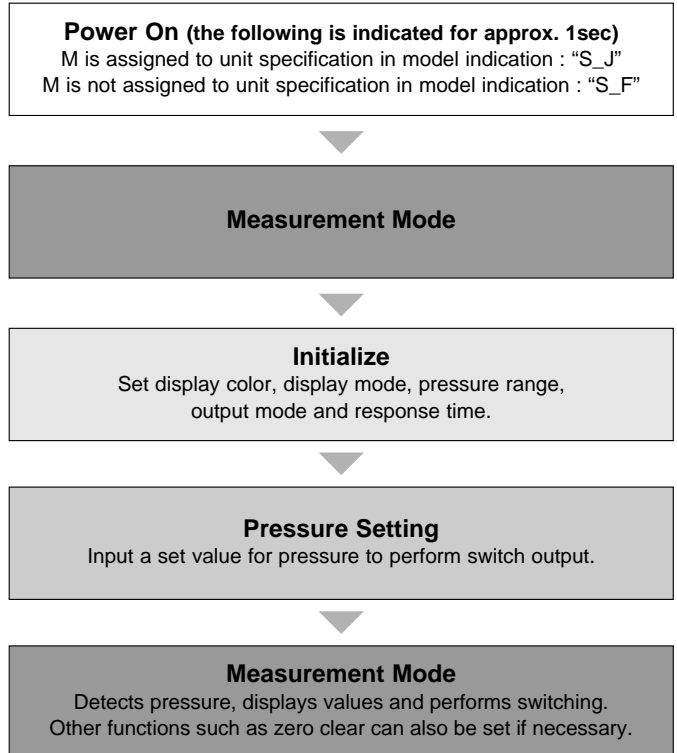 Power On (the following is indicated for approx. 1sec)
M is assigned to unit specification in model indication : “S_J”
M is not assigned to unit specification in model indication : “S_F”
Measurement Mode
Initialize
Set display color, display mode, pressure range,
output mode and response time.
Pressure Setting
Input a set value for pressure to perform switch output.
Measurement Mode
Detects pressure, displays values and performs switching.
Other functions such as zero clear can also be set if necessary.